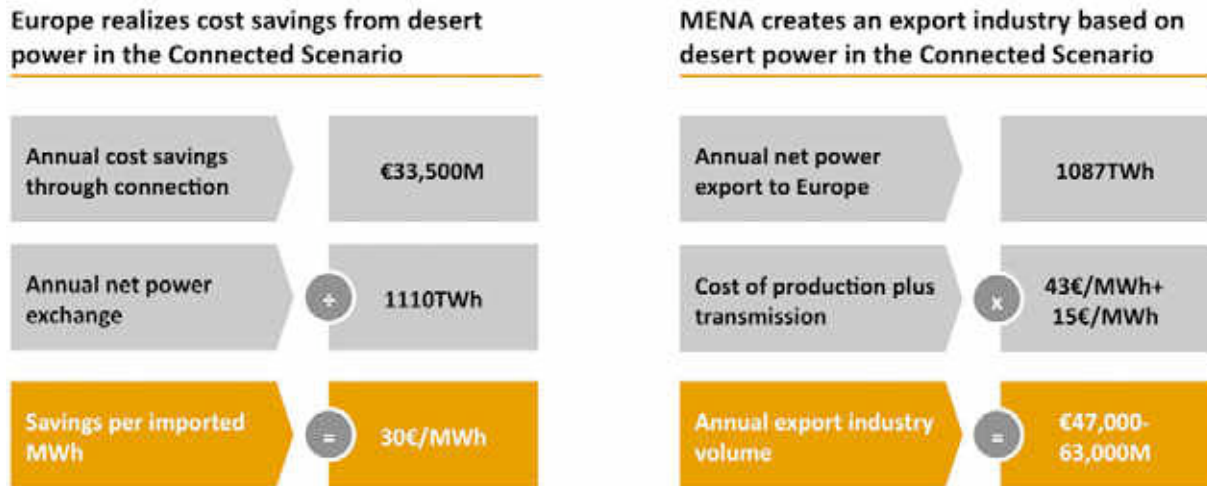 Europe realizes cost savings from desert
power in the Connected Scenario
Annual cost savings
through connection
€33,500M
Annual net power
exchange
÷
1110TWh
Savings per imported
MWh
=
30€/MWh
MENA creates an export industry based on
desert power in the Connected Scenario
Annual net power
export to Europe
1087TWh
Cost of production plus
transmission
x
43€/MWh+
15€/MWh
Annual export industry
volume
=
€47,000-
63,000M